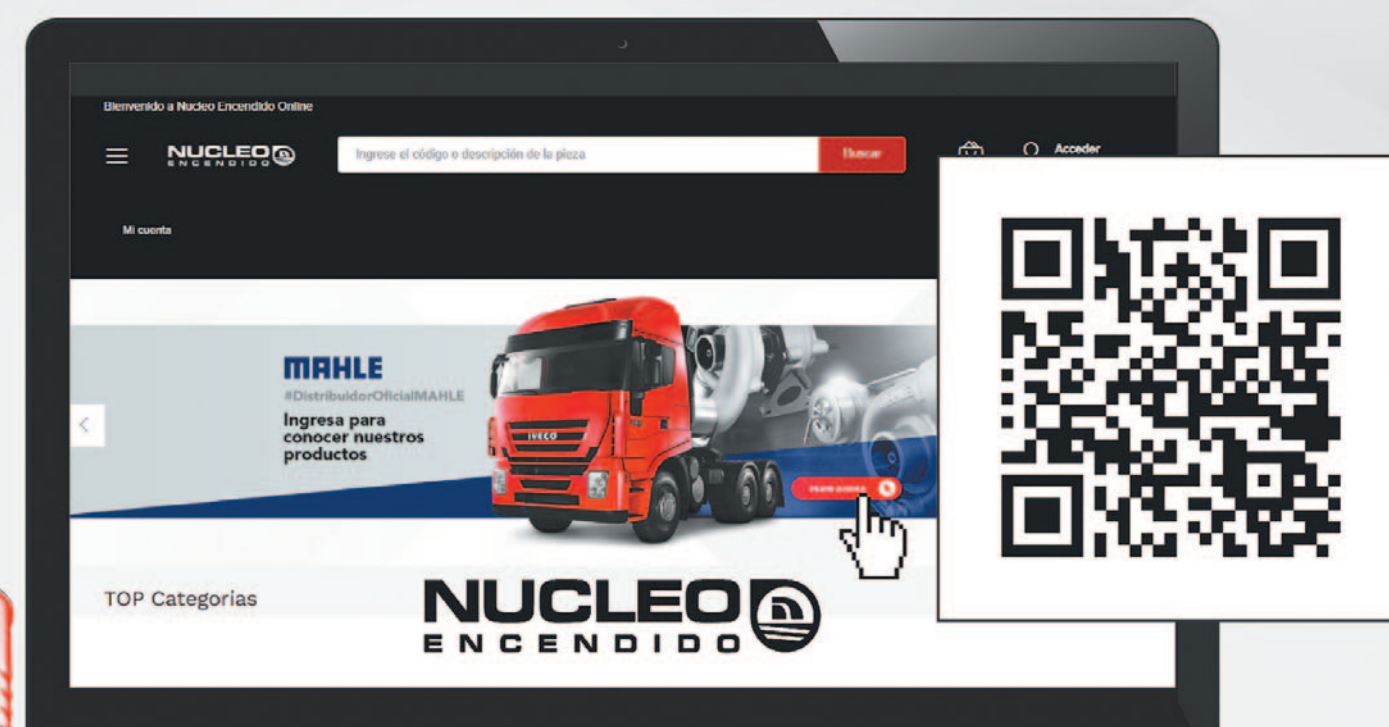 Bienvenido a Nucleo Encendido Online
NUCLEO
ENCENDIDO
Ingrese el código o descripción de la pieza
Buscar
Acceder
Mi cuenta
MAHLE
#DistribuidorOficialMAHLE
Ingresa para
conocer nuestros
productos
IVECO
TOP Categorias
NUCLEO
ENCENDIDO